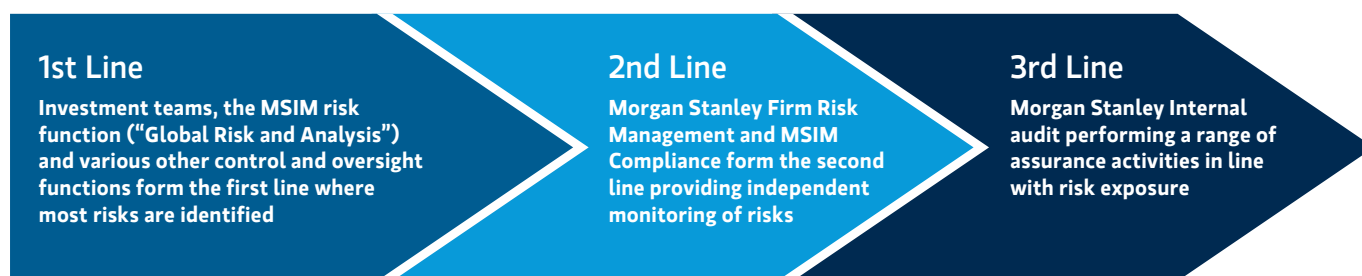 1st Line
Investment teams, the MSIM risk
function (“Global Risk and Analysis”)
and various other control and oversight
functions form the first line where
most risks are identified
2nd Line
Morgan Stanley Firm Risk
Management and MSIM
Compliance form the second
line providing independent
monitoring of risks
3rd Line
Morgan Stanley Internal
audit performing a range of
assurance activities in line
with risk exposure